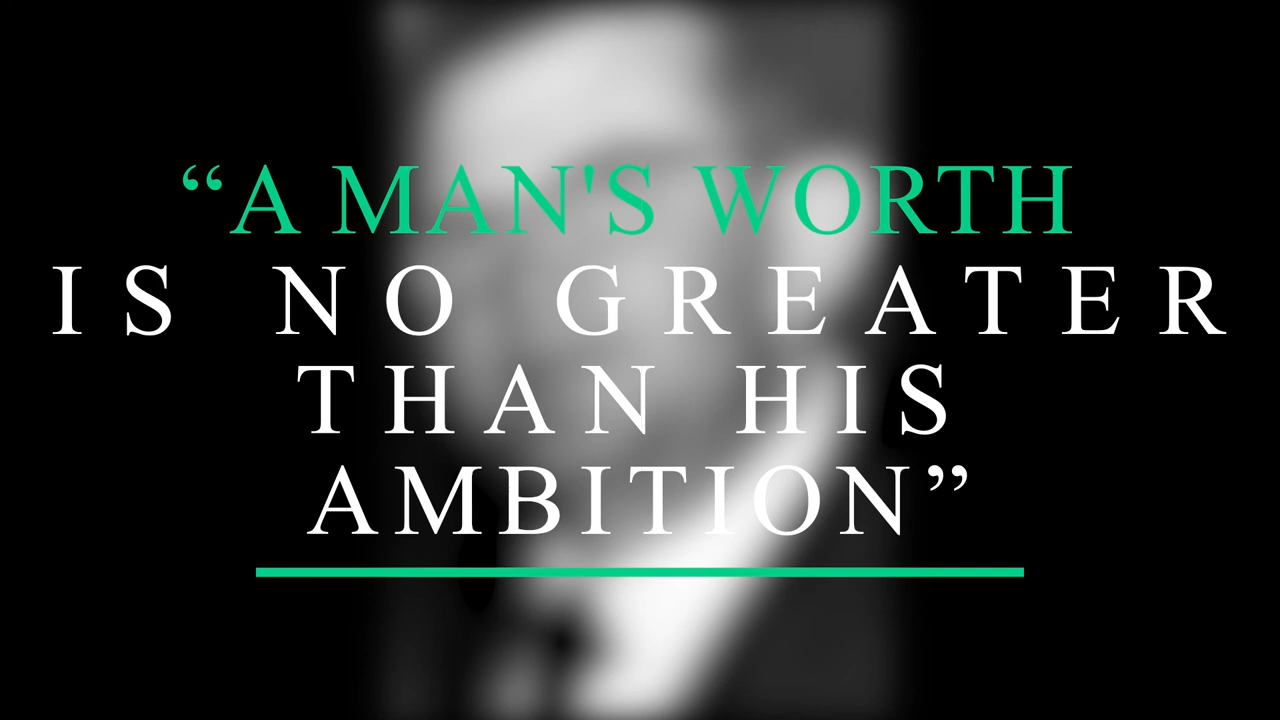 “A MAN'S WORTH
IS NO GREATER
THAN HIS
AMBITION”